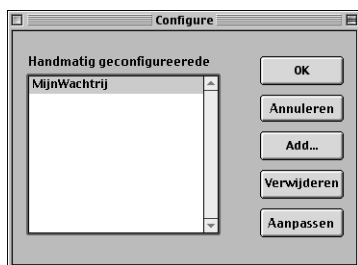 Configure
Handmatig geconfigureerede
MijnWachtrij
OK
Annuleren
Add...
Verwijderen
Aanpassen